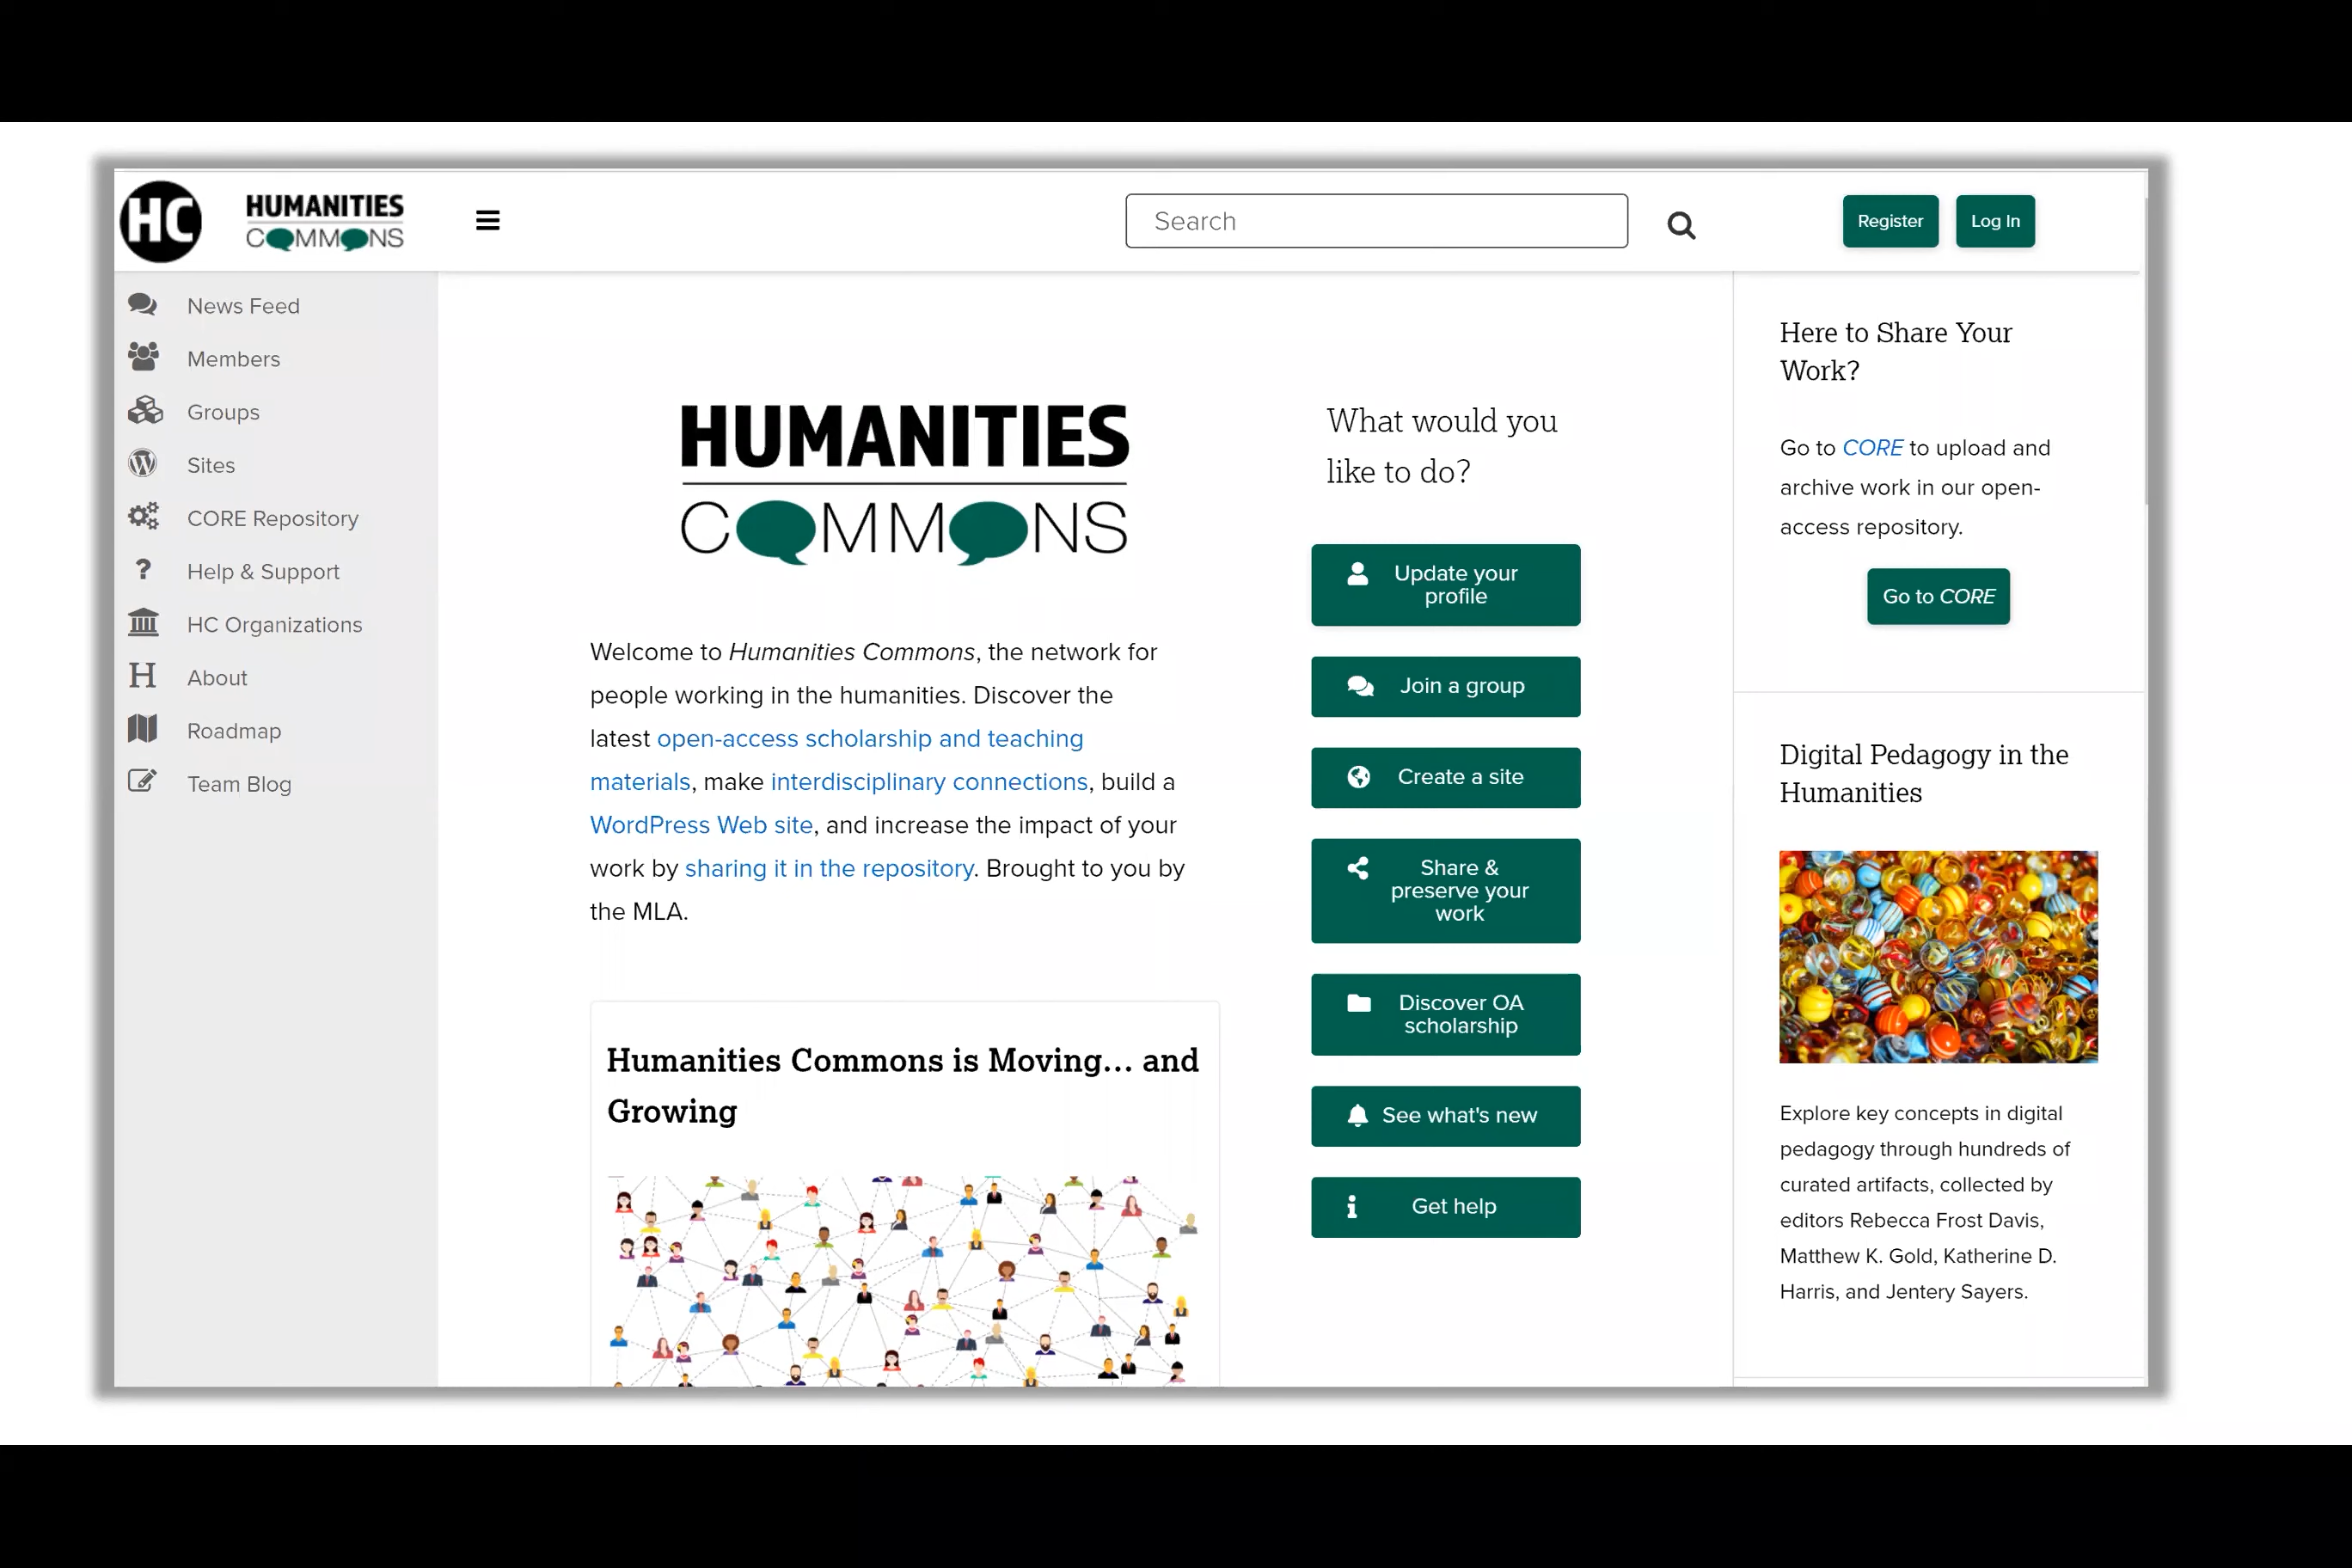 HC
HUMANITIES
COMMONS
Search
Register
Log In
News Feed
Members
Groups
Sites
CORE Repository
? Help & Support
HC Organizations
H About
Roadmap
Team Blog
HUMANITIES
COMMONS
Welcome to Humanities Commons, the network for
people working in the humanities. Discover the
latest open-access scholarship and teaching
materials, make interdisciplinary connections, build a
WordPress Web site, and increase the impact of your
work by sharing it in the repository. Brought to you by
the MLA.
Humanities Commons is Moving... and
Growing
What would you
like to do?
Update your
profile
Join a group
Create a site
Share &
preserve your
work
Discover OA
scholarship
See what's new
Get help
Here to Share Your
Work?
Go to CORE to upload and
archive work in our open-
access repository.
Go to CORE
Digital Pedagogy in the
Humanities
Explore key concepts in digital
pedagogy through hundreds of
curated artifacts, collected by
editors Rebecca Frost Davis,
Matthew K. Gold, Katherine D.
Harris, and Jentery Sayers.